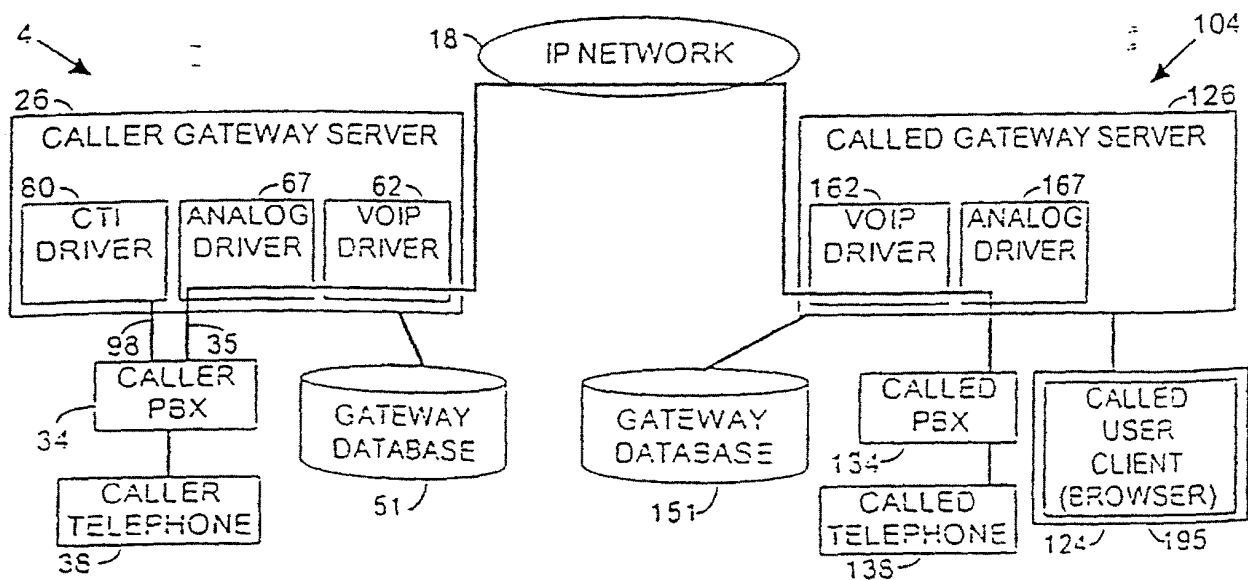 4
18
IP NETWORK
104
26
126
CALLER GATEWAY SERVER
CALLED GATEWAY SERVER
60
67
62
162
167
CTI
DRIVER
ANALOG
DRIVER
VOIP
DRIVER
VOIP
DRIVER
ANALOG
DRIVER
98
35
CALLER
PBX
34
GATEWAY
DATABASE
51
GATEWAY
DATABASE
151
CALLED
PBX
134
CALLED
USER
CLIENT
(BROWSER)
124
195
CALLER
TELEPHONE
38
CALLED
TELEPHONE
138